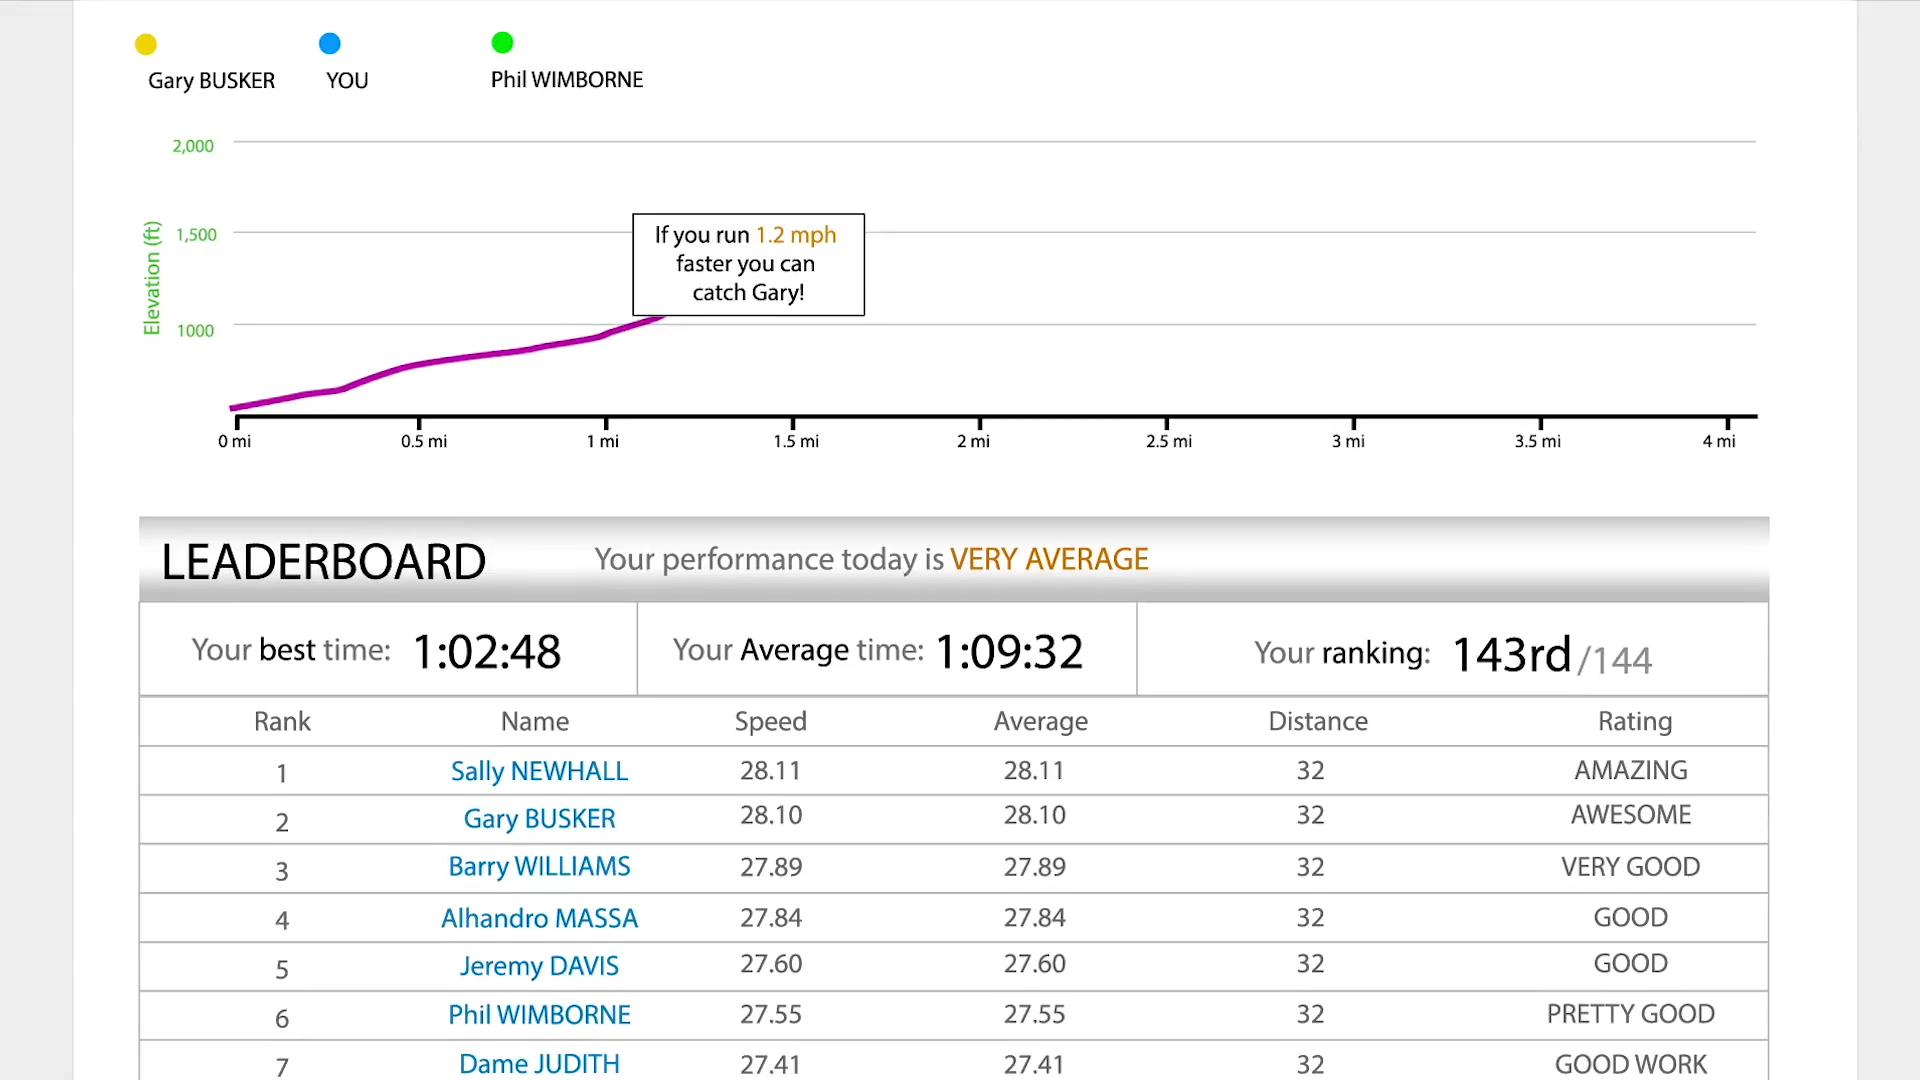 Gary BUSKER YOU Phil WIMBORNE
2,000
1,500
1000
Elevation (ft)
If you run 1.2 mph
faster you can
catch Gary!
0 mi 0.5 mi 1 mi 1.5 mi 2 mi 2.5 mi 3 mi 3.5 mi 4 mi
LEADERBOARD Your performance today is VERY AVERAGE
Your best time: 1:02:48 Your Average time: 1:09:32 Your ranking: 143rd /144
Rank Name Speed Average Distance Rating
1 Sally NEWHALL 28.11 28.11 32 AMAZING
2 Gary BUSKER 28.10 28.10 32 AWESOME
3 Barry WILLIAMS 27.89 27.89 32 VERY GOOD
4 Alhandro MASSA 27.84 27.84 32 GOOD
5 Jeremy DAVIS 27.60 27.60 32 GOOD
6 Phil WIMBORNE 27.55 27.55 32 PRETTY GOOD
7 Dame JUDITH 27.41 27.41 32 GOOD WORK